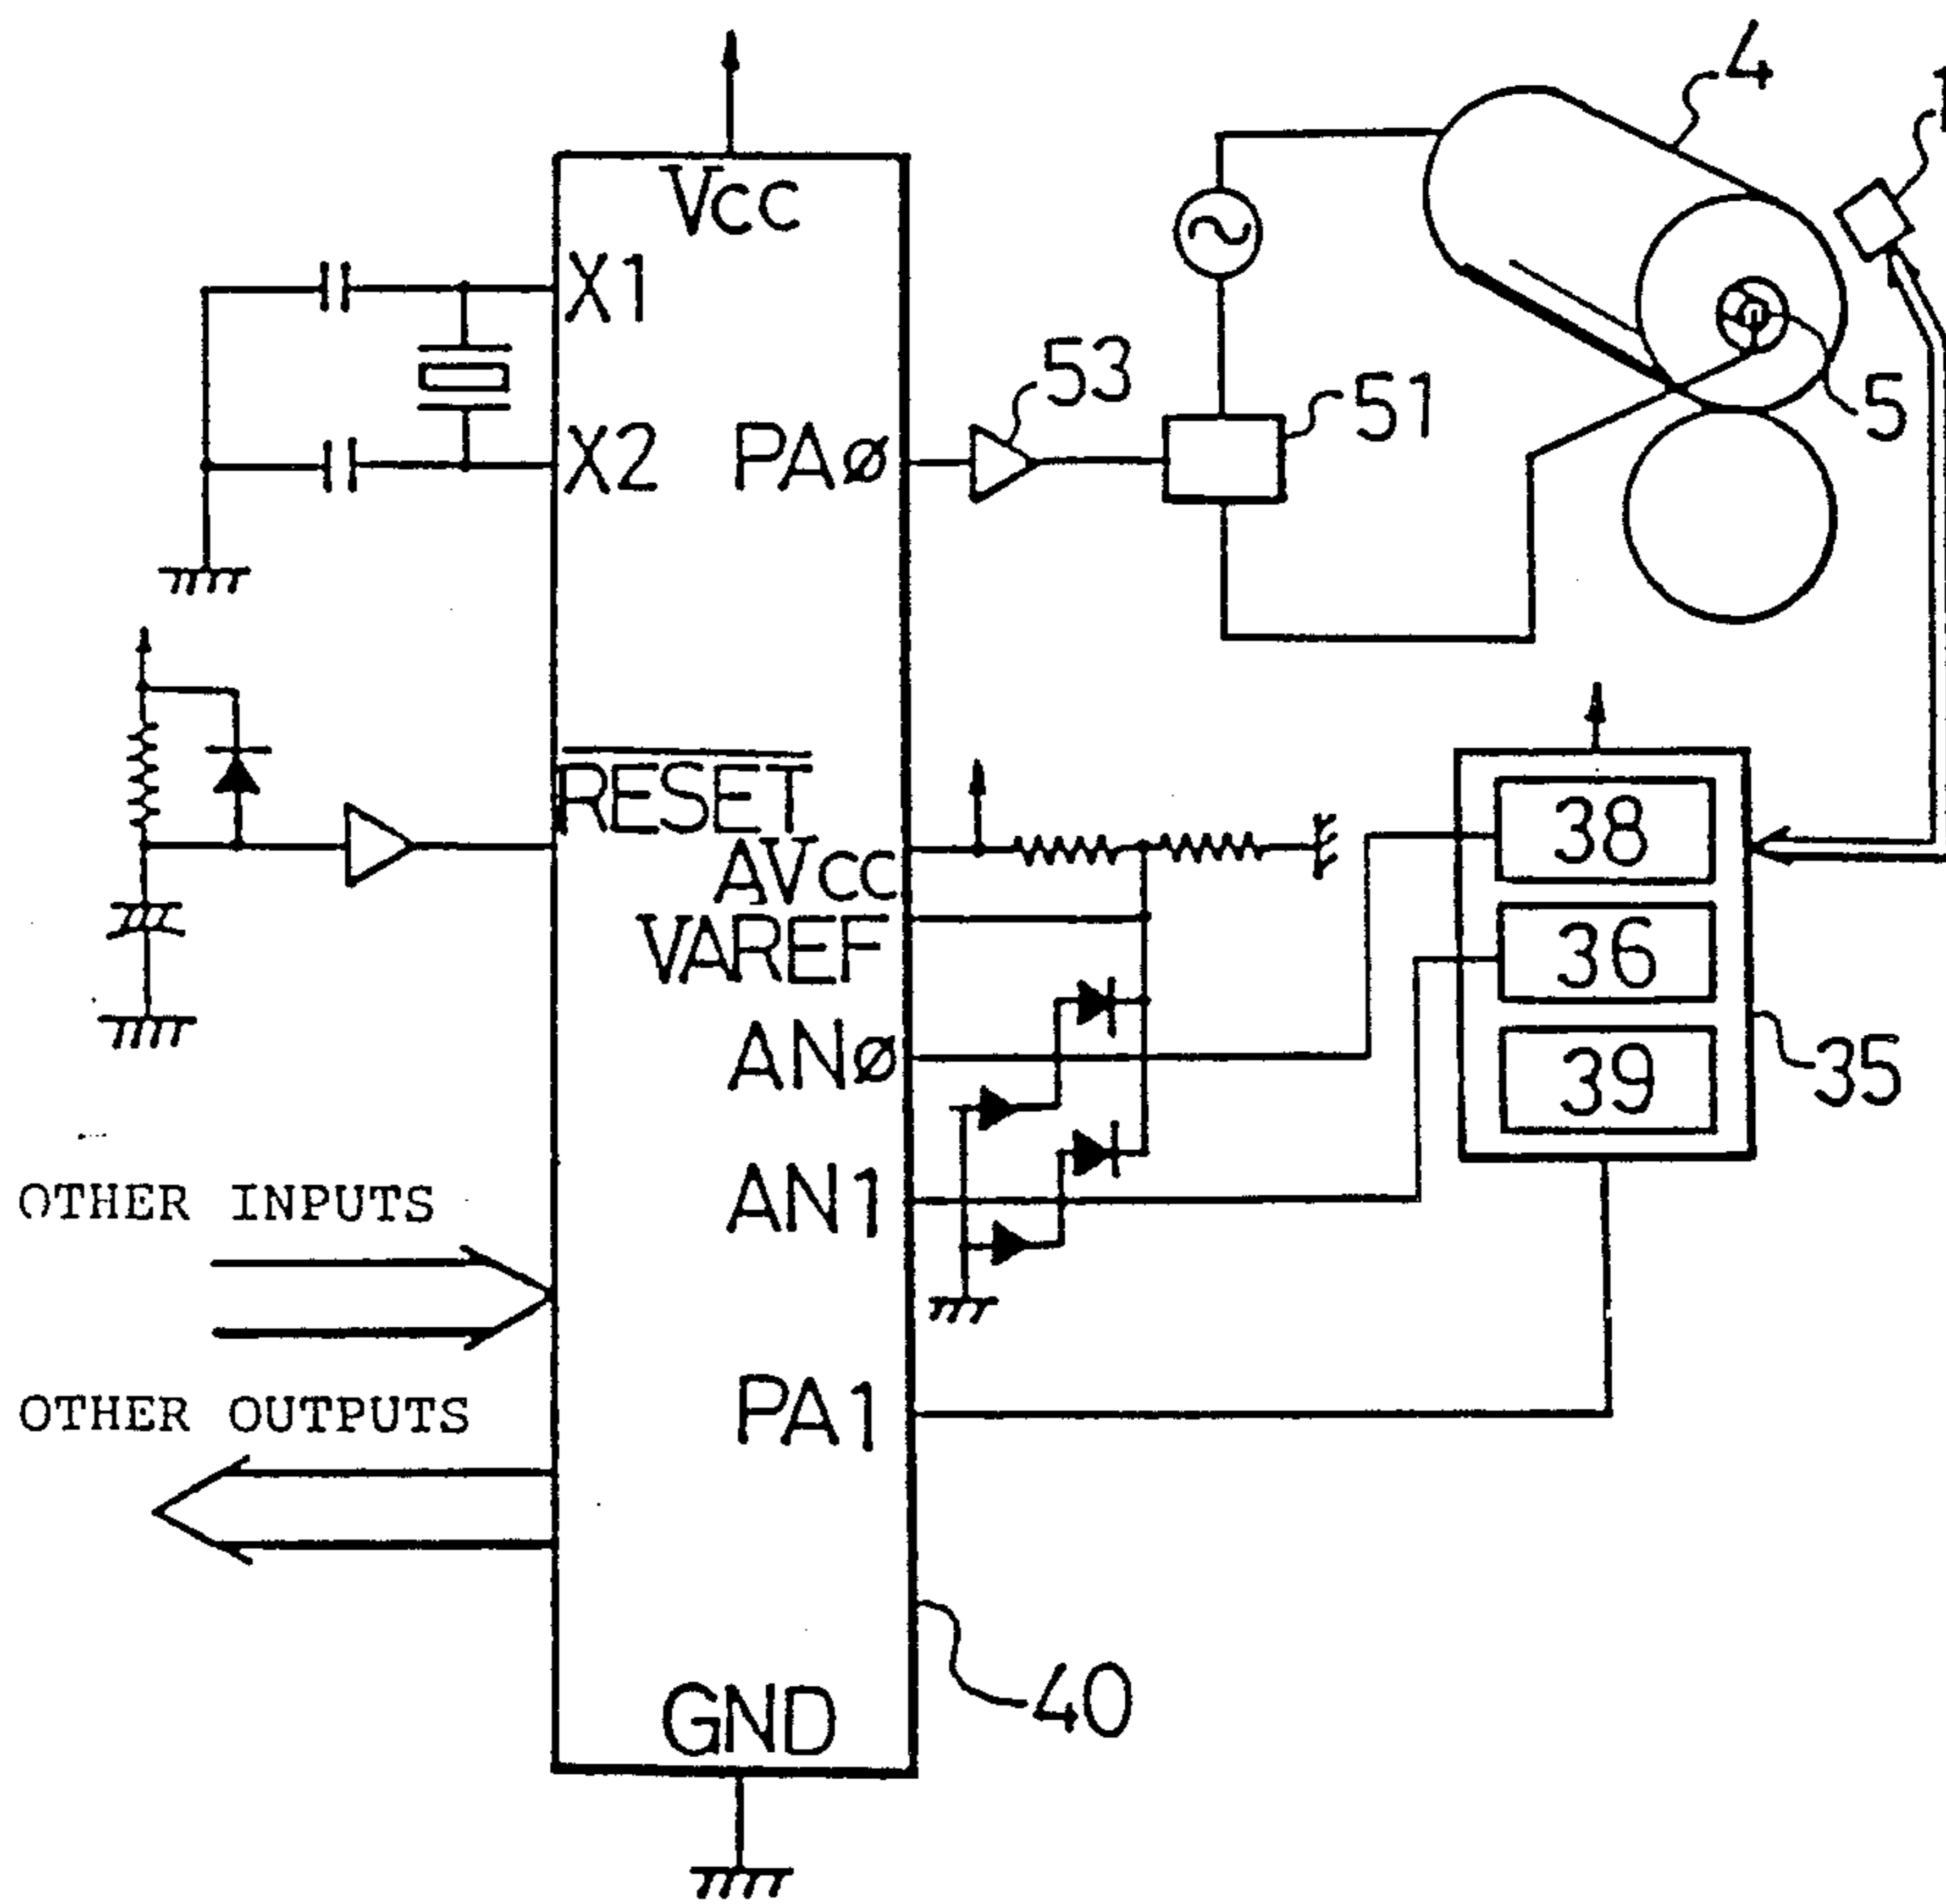 4
1
Vcc
X1
53
51
5
X2
PAø
RESET
38
AVcc
VAREF
36
ANø
39
35
OTHER INPUTS
AN1
OTHER OUTPUTS
PA1
40
GND